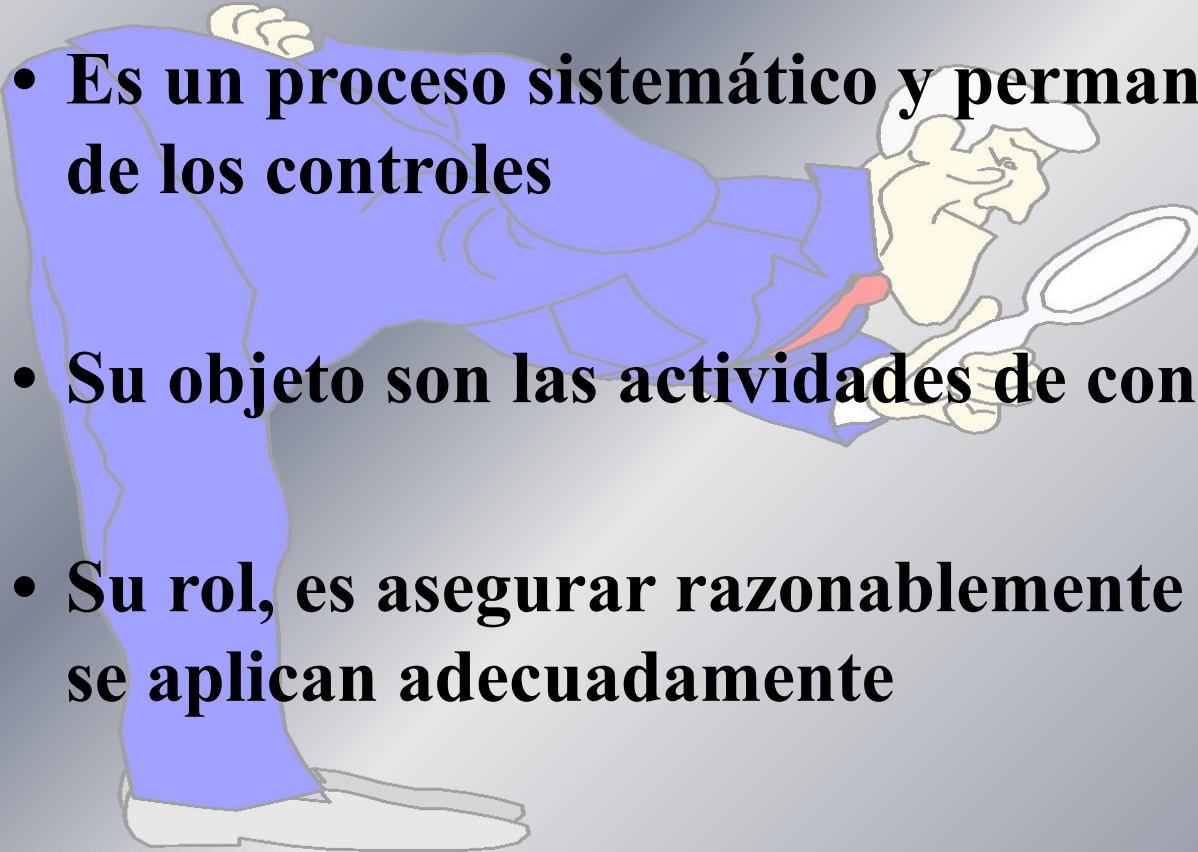 • Es un proceso sistemático y perman
de los controles
• Su objeto son las actividades de con
• Su rol, es asegurar razonablemente
se aplican adecuadamente